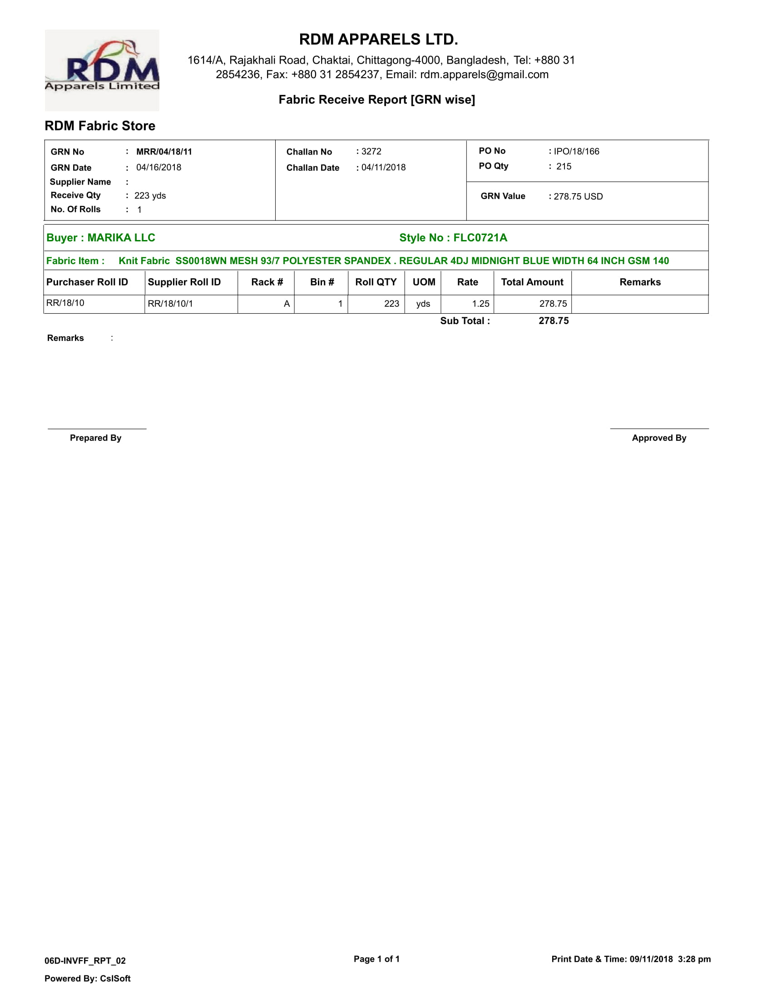 RDM
Apparels Limited
RDM APPARELS LTD.
1614/A, Rajakhali Road, Chaktai, Chittagong-4000, Bangladesh, Tel: +880 31
2854236, Fax: +880 31 2854237, Email: rdm.apparels@gmail.com
Fabric Receive Report [GRN wise]
RDM Fabric Store
GRN No : MRR/04/18/11 Challan No : 3272 PO No : IPO/18/166
GRN Date : 04/16/2018 Challan Date : 04/11/2018 PO Qty : 215
Supplier Name :
Receive Qty : 223 yds GRN Value : 278.75 USD
No. Of Rolls : 1
Buyer : MARIKA LLC Style No : FLC0721A
Fabric Item : Knit Fabric SS0018WN MESH 93/7 POLYESTER SPANDEX . REGULAR 4DJ MIDNIGHT BLUE WIDTH 64 INCH GSM 140
Purchaser Roll ID Supplier Roll ID Rack # Bin # Roll QTY UOM Rate Total Amount Remarks
RR/18/10 RR/18/10/1 A 1 223 yds 1.25 278.75
Sub Total : 278.75
Remarks :
Prepared By Approved By
06D-INVFF_RPT_02 Page 1 of 1 Print Date & Time: 09/11/2018 3:28 pm
Powered By: CslSoft